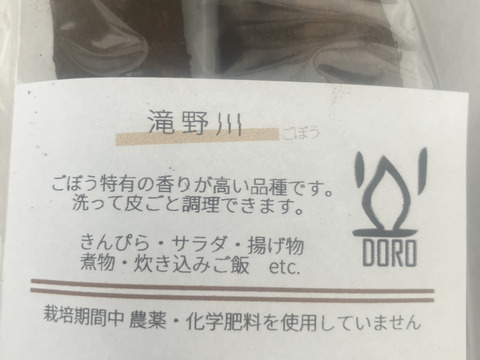 滝野川 ごぼう
ごぼう特有の香りが高い品種です。
洗って皮ごと調理できます。
きんぴら・サラダ・揚げ物
煮物・炊き込みご飯 etc.
DORO
栽培期間中 農薬・化学肥料を使用していません